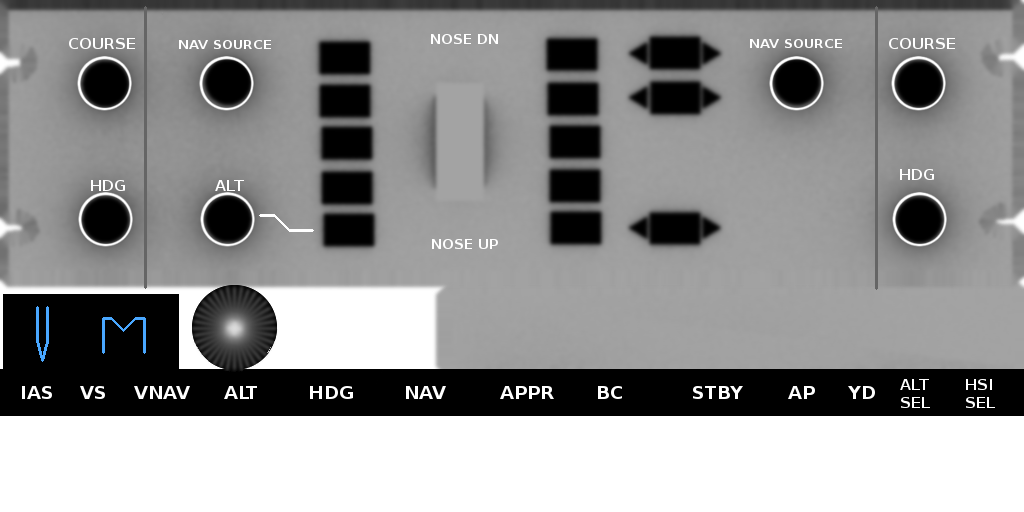 COURSE NAV SOURCE NOSE DN NAV SOURCE COURSE
HDG ALT HDG
NOSE UP
IAS VS VNAV ALT HDG NAV APPR BC STBY AP YD ALT SEL HSI SEL